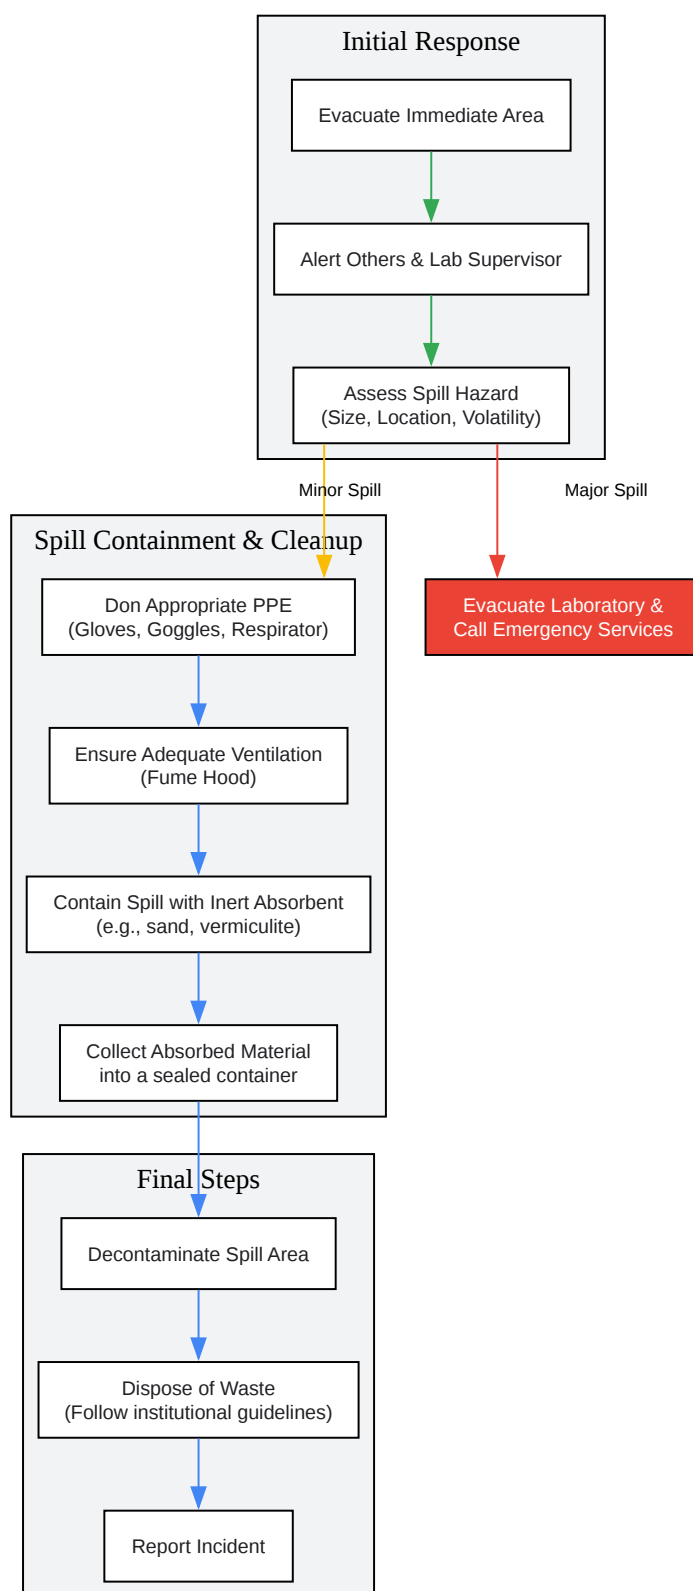 Initial Response
Evacuate Immediate Area
Alert Others & Lab Supervisor
Assess Spill Hazard
(Size, Location, Volatility)
Minor Spill
Major Spill
Spill Containment & Cleanup
Don Appropriate PPE
(Gloves, Goggles, Respirator)
Evacuate Laboratory &
Call Emergency Services
Ensure Adequate Ventilation
(Fume Hood)
Contain Spill with Inert Absorbent
(e.g., sand, vermiculite)
Collect Absorbed Material
into a sealed container
Final Steps
Decontaminate Spill Area
Dispose of Waste
(Follow institutional guidelines)
Report Incident